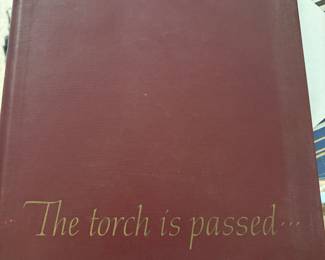 The torch is passed...